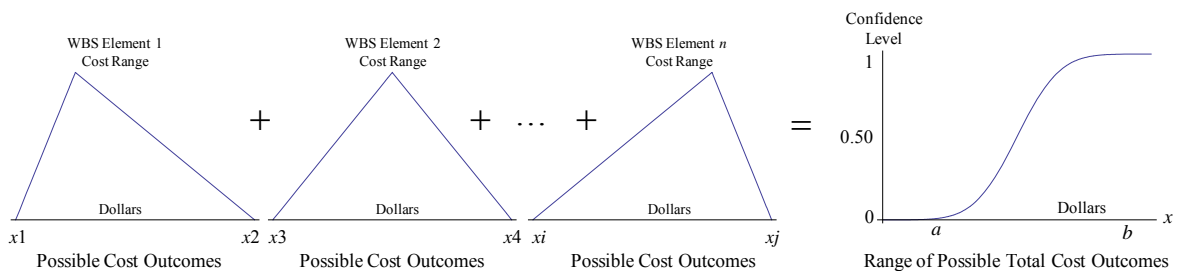 WBS Element 1
Cost Range
Dollars
x1
x2
Possible Cost Outcomes
+
WBS Element 2
Cost Range
Dollars
x3
x4
Possible Cost Outcomes
+ ... +
WBS Element n
Cost Range
Dollars
xi
xj
Possible Cost Outcomes
=
Confidence
Level
1
0.50
0
Dollars
x
a
b
Range of Possible Total Cost Outcomes